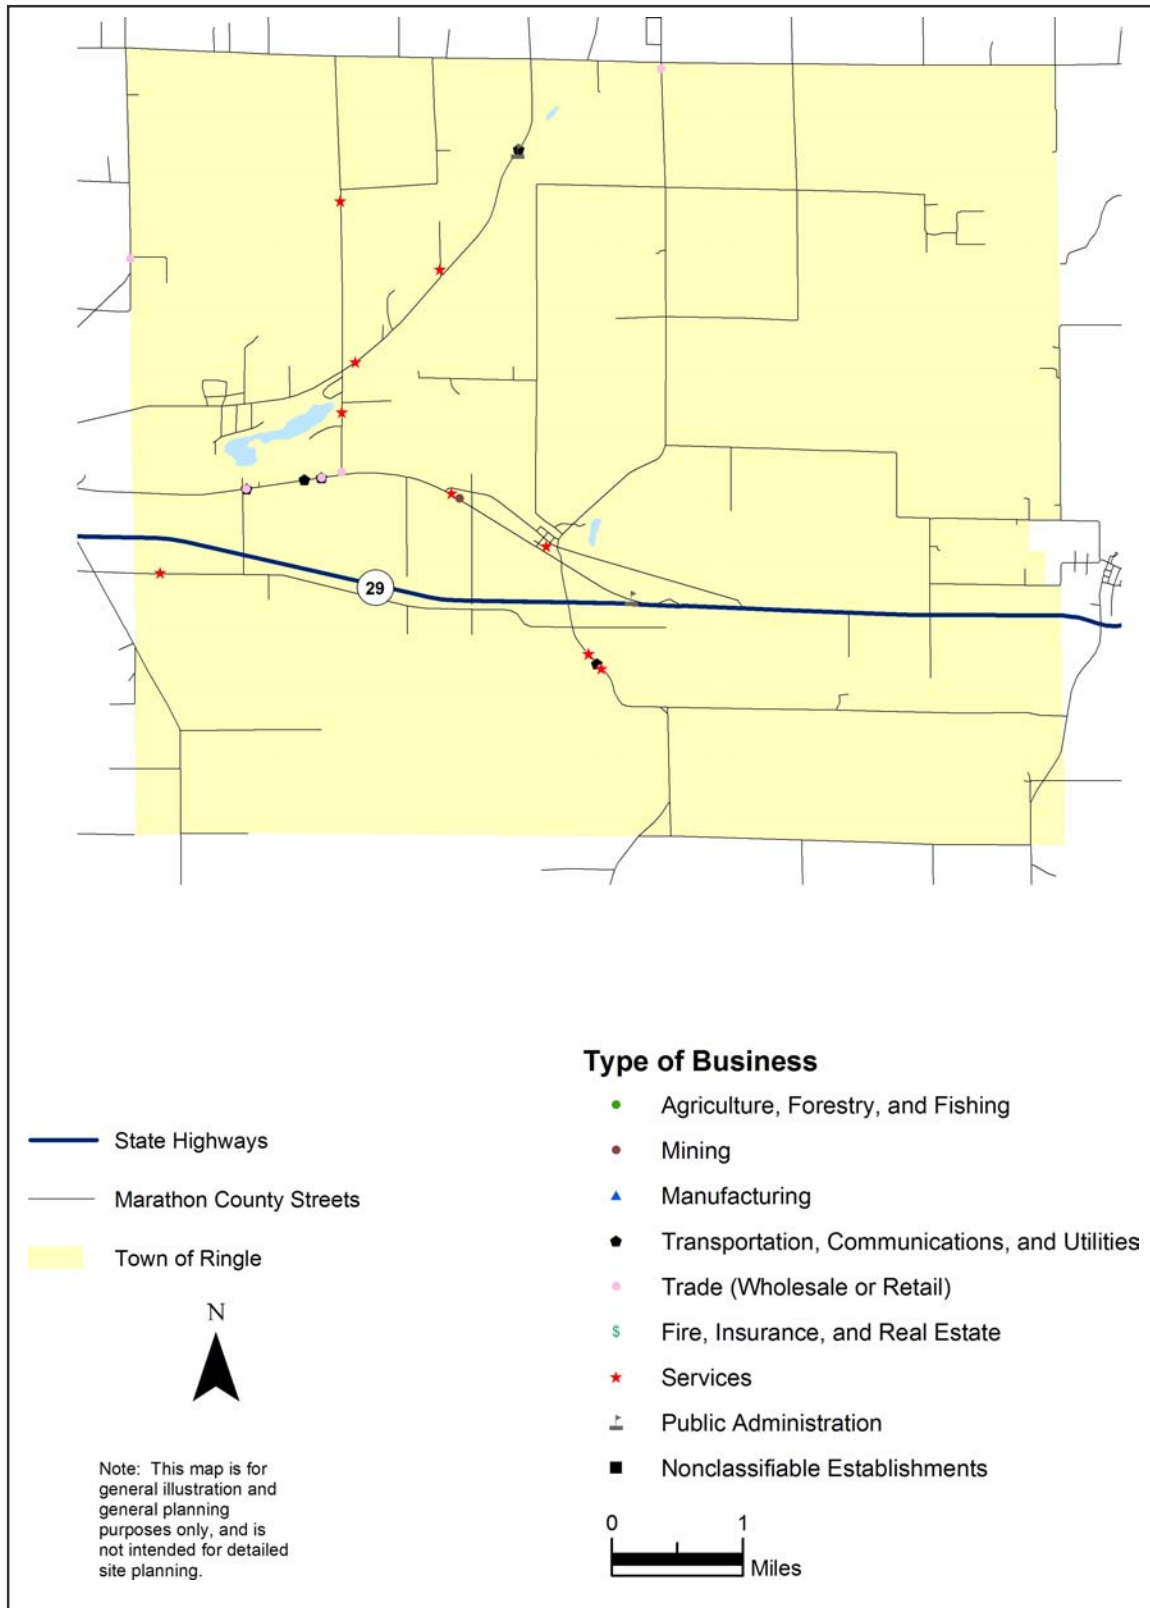 29
Type of Business
Agriculture, Forestry, and Fishing
Mining
Manufacturing
Transportation, Communications, and Utilities
Trade (Wholesale or Retail)
$ Fire, Insurance, and Real Estate
Services
Public Administration
Nonclassifiable Establishments
State Highways
Marathon County Streets
Town of Ringle
N
Note: This map is for
general illustration and
general planning
purposes only, and is
not intended for detailed
site planning.
0 1
Miles